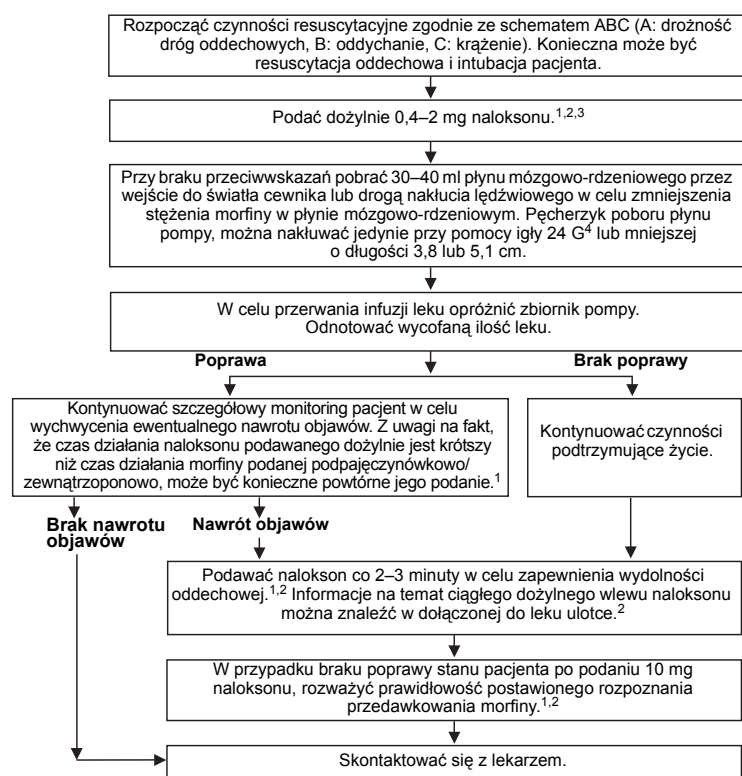 Rozpocząć czynności resuscytacyjne zgodnie ze schematem ABC (A: drożność
dróg oddechowych, B: oddychanie, C: krążenie). Konieczna może być
resuscytacja oddechowa i intubacja pacjenta.
Podać dożylnie 0,4–2 mg naloksonu.1,2,3
Przy braku przeciwwskazań pobrać 30–40 ml płynu mózgowo-rdzeniowego przez
wejście do światła cewnika lub drogą nakłucia lędźwiowego w celu zmniejszenia
stężenia morfiny w płynie mózgowo-rdzeniowym. Pęcherzyk poboru płynu
pompy, można nakłuwać jedynie przy pomocy igły 24 G4 lub mniejszej
o długości 3,8 lub 5,1 cm.
W celu przerwania infuzji leku opróżnić zbiornik pompy.
Odnotować wycofaną ilość leku.
Poprawa
Brak poprawy
Kontynuować szczegółowy monitoring pacjent w celu
wychwycenia ewentualnego nawrotu objawów. Z uwagi na fakt,
że czas działania naloksonu podawanego dożylnie jest krótszy
niż czas działania morfiny podanej podpajęczynówkowo/
zewnątrzoponowo, może być konieczne powtórne jego podanie.1
Kontynuować czynności
podtrzymujące życie.
Brak nawrotu
objawów
Nawrót objawów
Podawać nalokson co 2–3 minuty w celu zapewnienia wydolności
oddechowej.1,2 Informacje na temat ciągłego dożylnego wlewu naloksonu
można znaleźć w dołączonej do leku ulotce.2
W przypadku braku poprawy stanu pacjenta po podaniu 10 mg
naloksonu, rozważyć prawidłowość postawionego rozpoznania
przedawkowania morfiny.1,2
Skontaktować się z lekarzem.